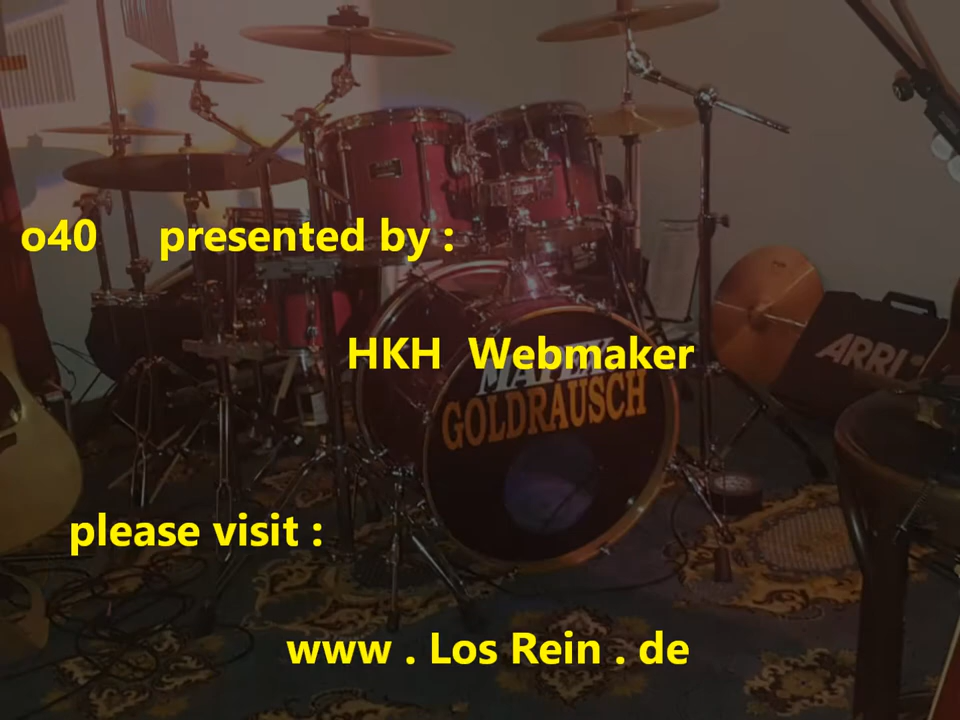 o40 presented by :
HKH Webmaker
MAPEX
GOLDRAUSCH
ARRI
please visit :
www . Los Rein . de